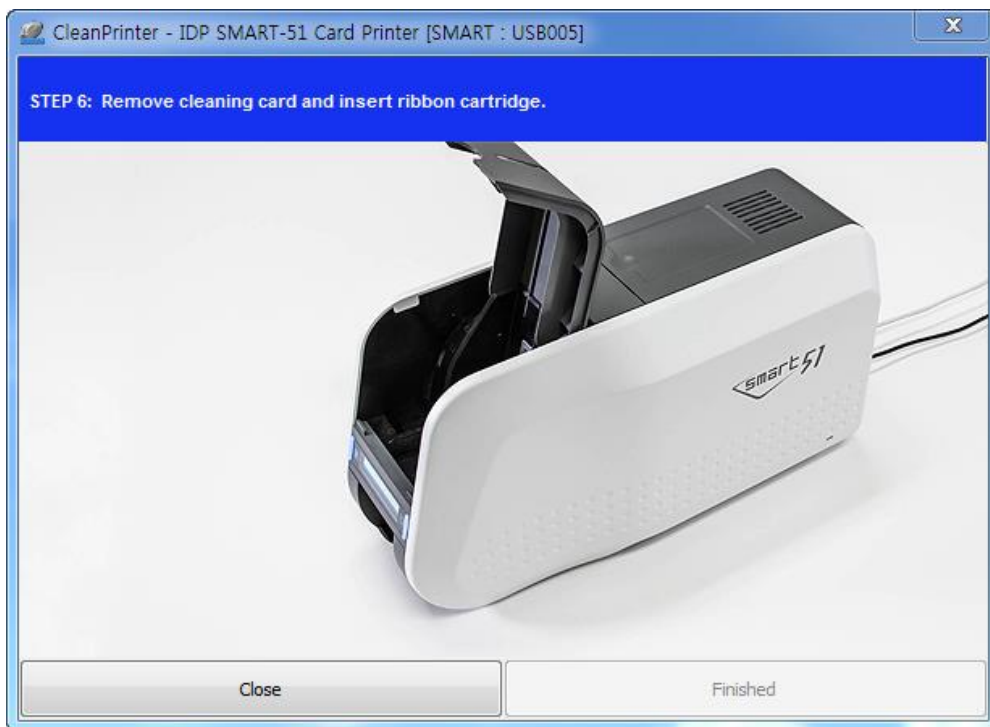 CleanPrinter - IDP SMART-51 Card Printer [SMART : USB005]
STEP 6: Remove cleaning card and insert ribbon cartridge.
smart 51
Close
Finished